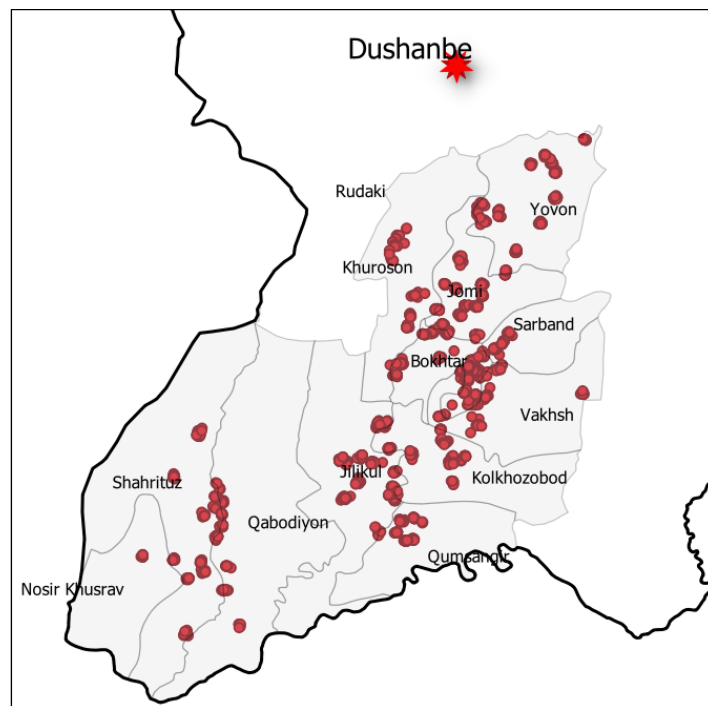 Dushanbe
Rudaki
Yovon
Khuroson
Jomi
Sarband
Bokhtar
Vakhsh
Jilikul
Kolkhozobod
Shahrituz
Qabodiyon
Qumsangir
Nosir Khusrav